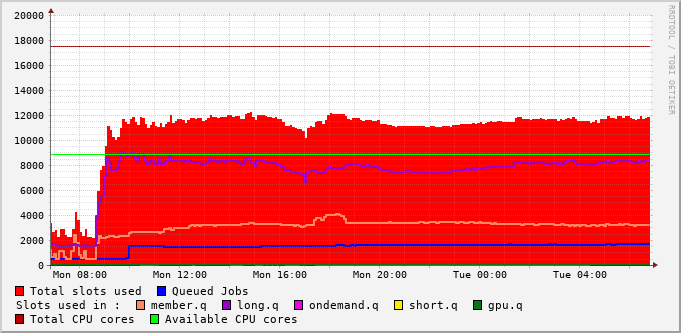 RRDTOOL / TOBI OETIKER
20000
18000
16000
14000
12000
10000
8000
6000
4000
2000
0
Mon 08:00 Mon 12:00 Mon 16:00 Mon 20:00 Tue 00:00 Tue 04:00
Total slots used Queued Jobs
Slots used in : member.q long.q ondemand.q short.q gpu.q
Total CPU cores Available CPU cores